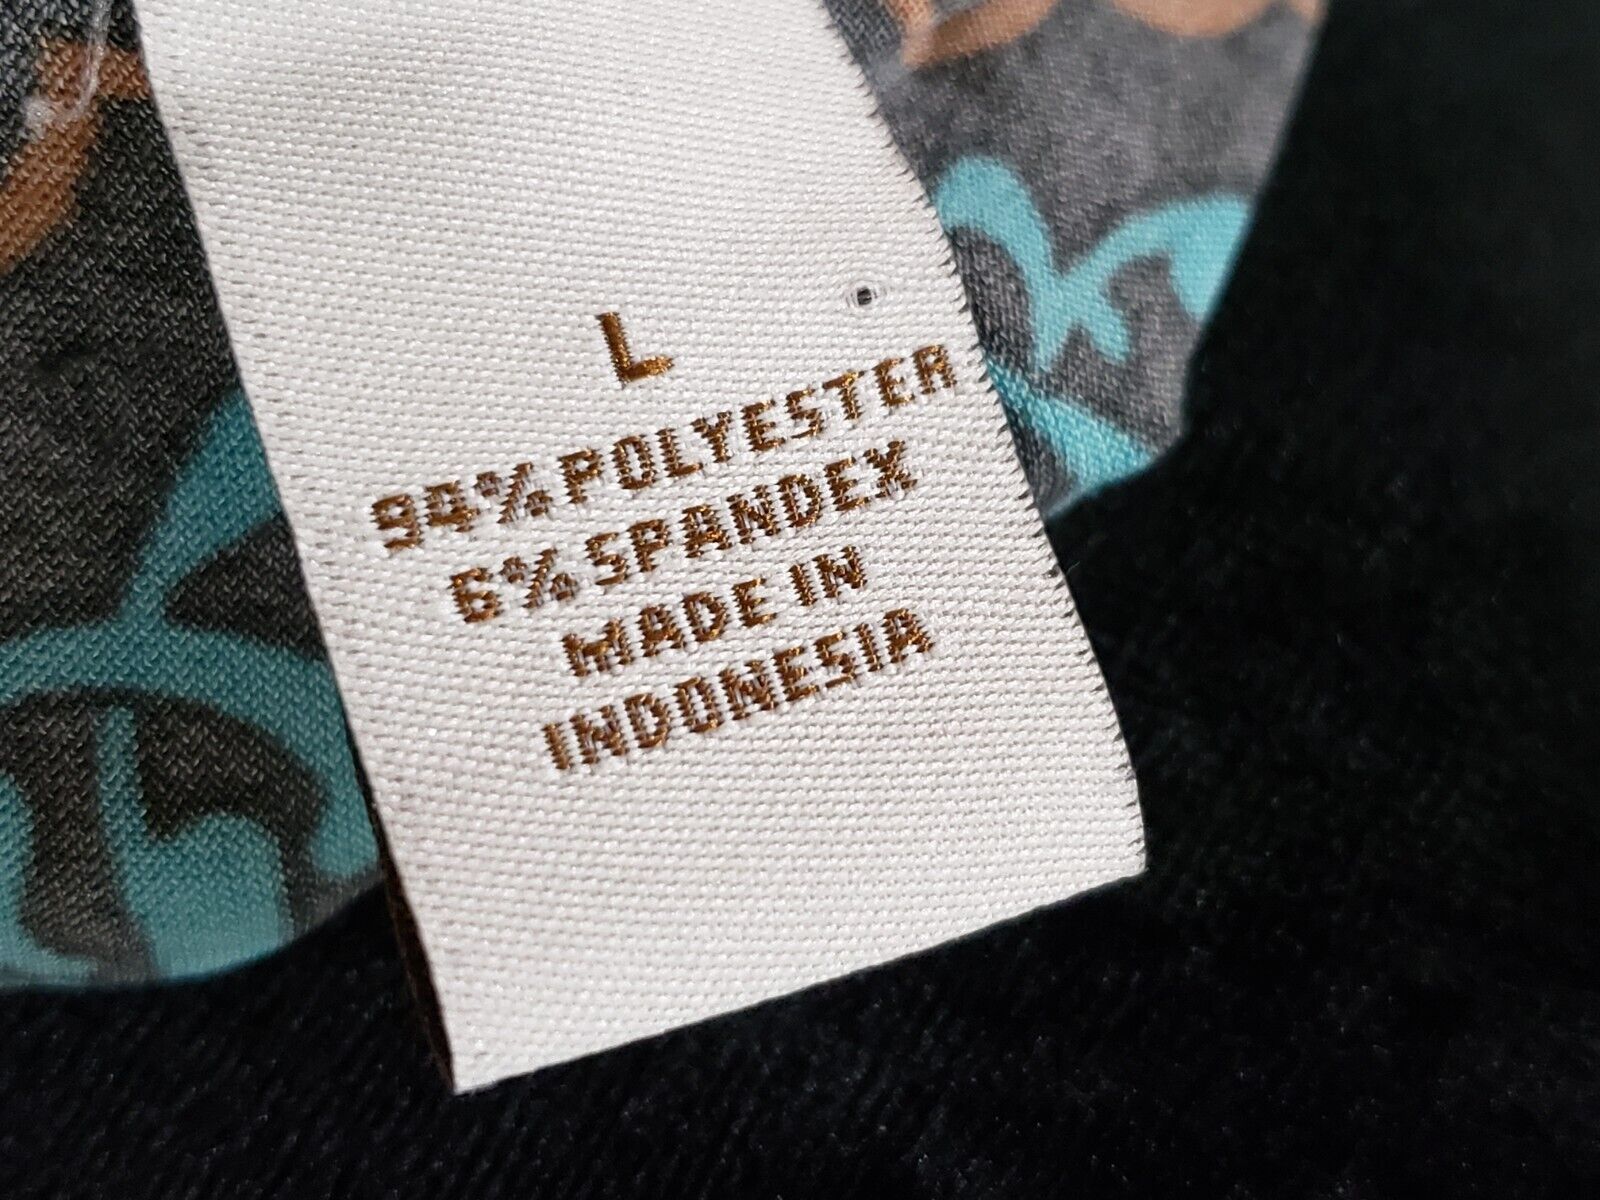 L
94% POLYESTER
6% SPANDEX
MADE IN
INDONESIA